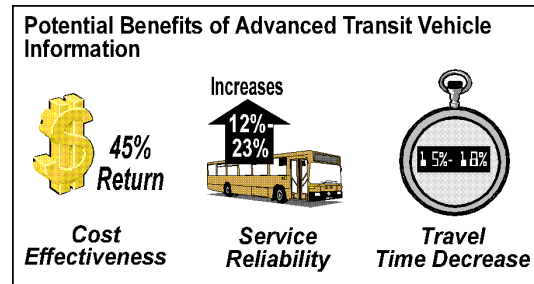 Potential Benefits of Advanced Transit Vehicle
Information
45%
Return
Increases
12%-
23%
15%- 18%
Cost
Effectiveness
Service
Reliability
Travel
Time Decrease